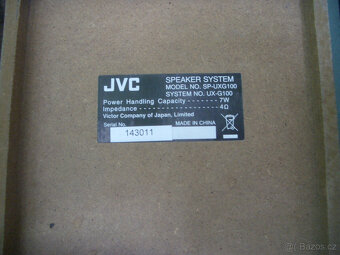 JVC
SPEAKER SYSTEM
MODEL NO. SP-UXG100
SYSTEM NO. UX-G100
Power Handling Capacity ------- 7W
Impedance ------- 4Ω
Victor Company of Japan, Limited
Serial No. MADE IN CHINA
143011
Sbazoš.cz